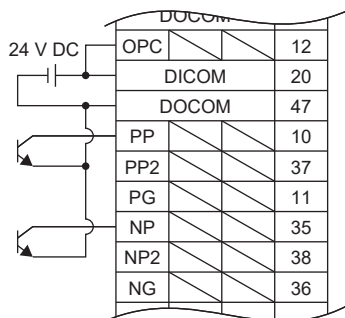 DOCOM
24 V DC
OPC 12
DICOM 20
DOCOM 47
PP 10
PP2 37
PG 11
NP 35
NP2 38
NG 36